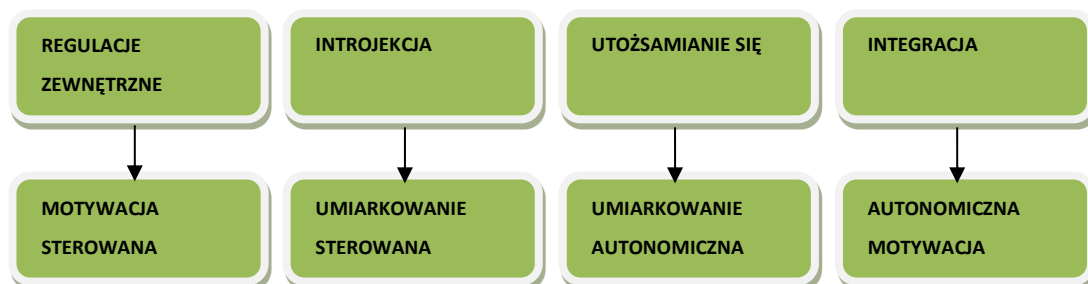 REGULACJE
ZEWNĘTRZNE
INTROJEKCJA
UTOŻSAMIANIE SIĘ
INTEGRACJA
MOTYWACJA
STEROWANA
UMIARKOWANIE
STEROWANA
UMIARKOWANIE
AUTONOMICZNA
AUTONOMICZNA
MOTYWACJA